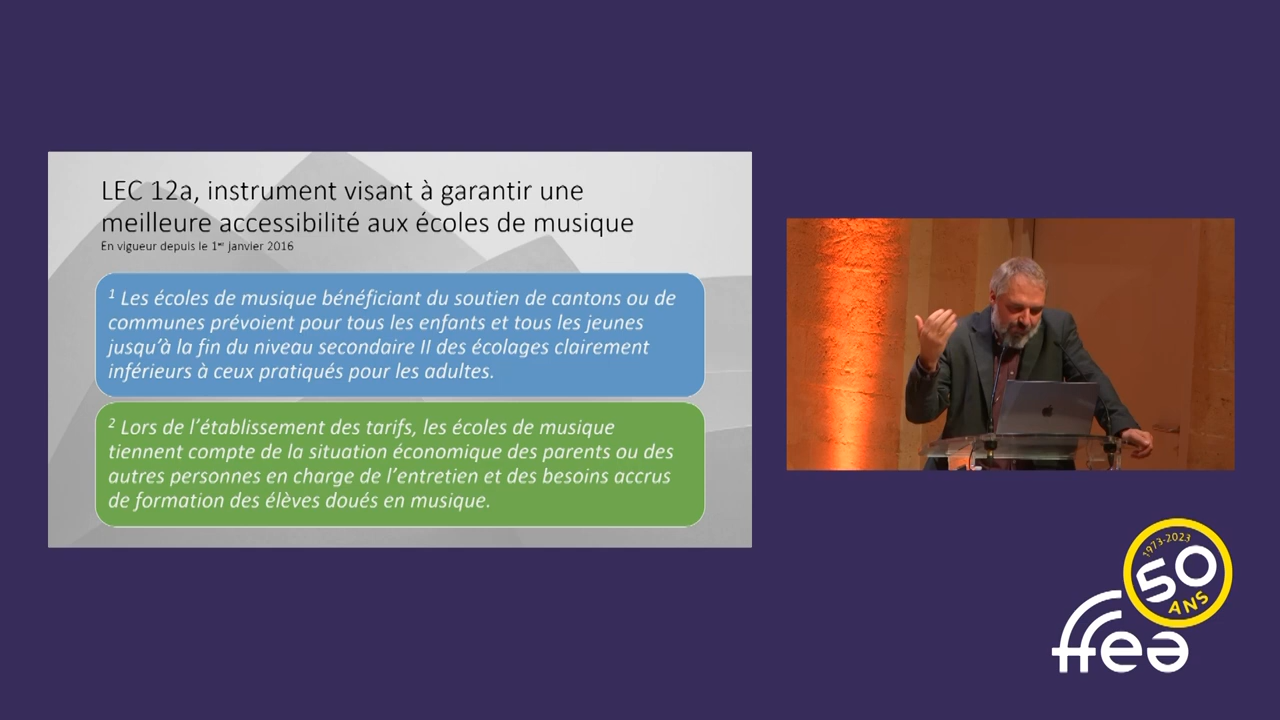 LEC 12a, instrument visant à garantir une
meilleure accessibilité aux écoles de musique
En vigueur depuis le 1er janvier 2016
¹ Les écoles de musique bénéficiant du soutien de cantons ou de
communes prévoient pour tous les enfants et tous les jeunes
jusqu’à la fin du niveau secondaire II des écolages clairement
inférieurs à ceux pratiqués pour les adultes.
² Lors de l’établissement des tarifs, les écoles de musique
tiennent compte de la situation économique des parents ou des
autres personnes en charge de l’entretien et des besoins accrus
de formation des élèves doués en musique.
1973-2023
50
ANS
ffea